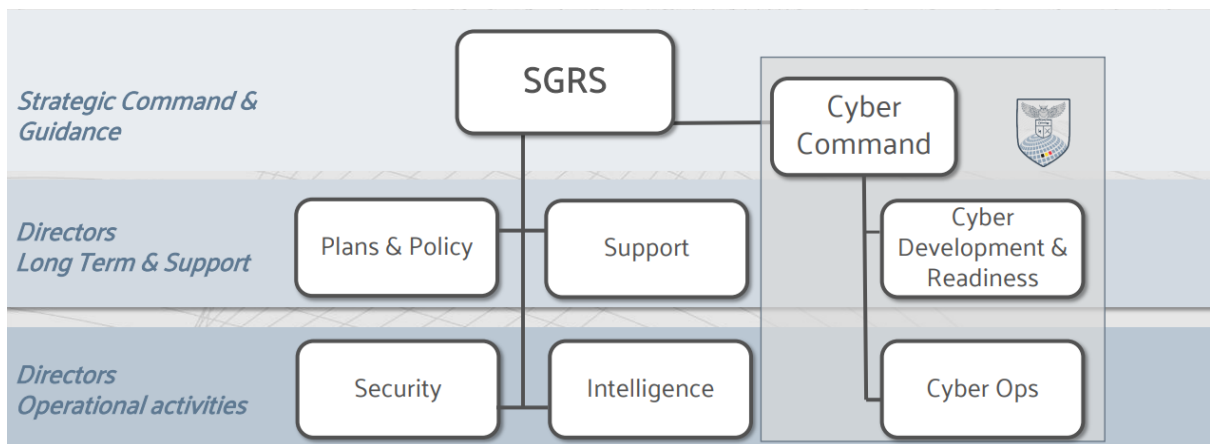 SGRS
Strategic Command &
Guidance
Cyber
Command
Directors
Long Term & Support
Plans & Policy
Support
Cyber
Development &
Readiness
Directors
Operational activities
Security
Intelligence
Cyber Ops